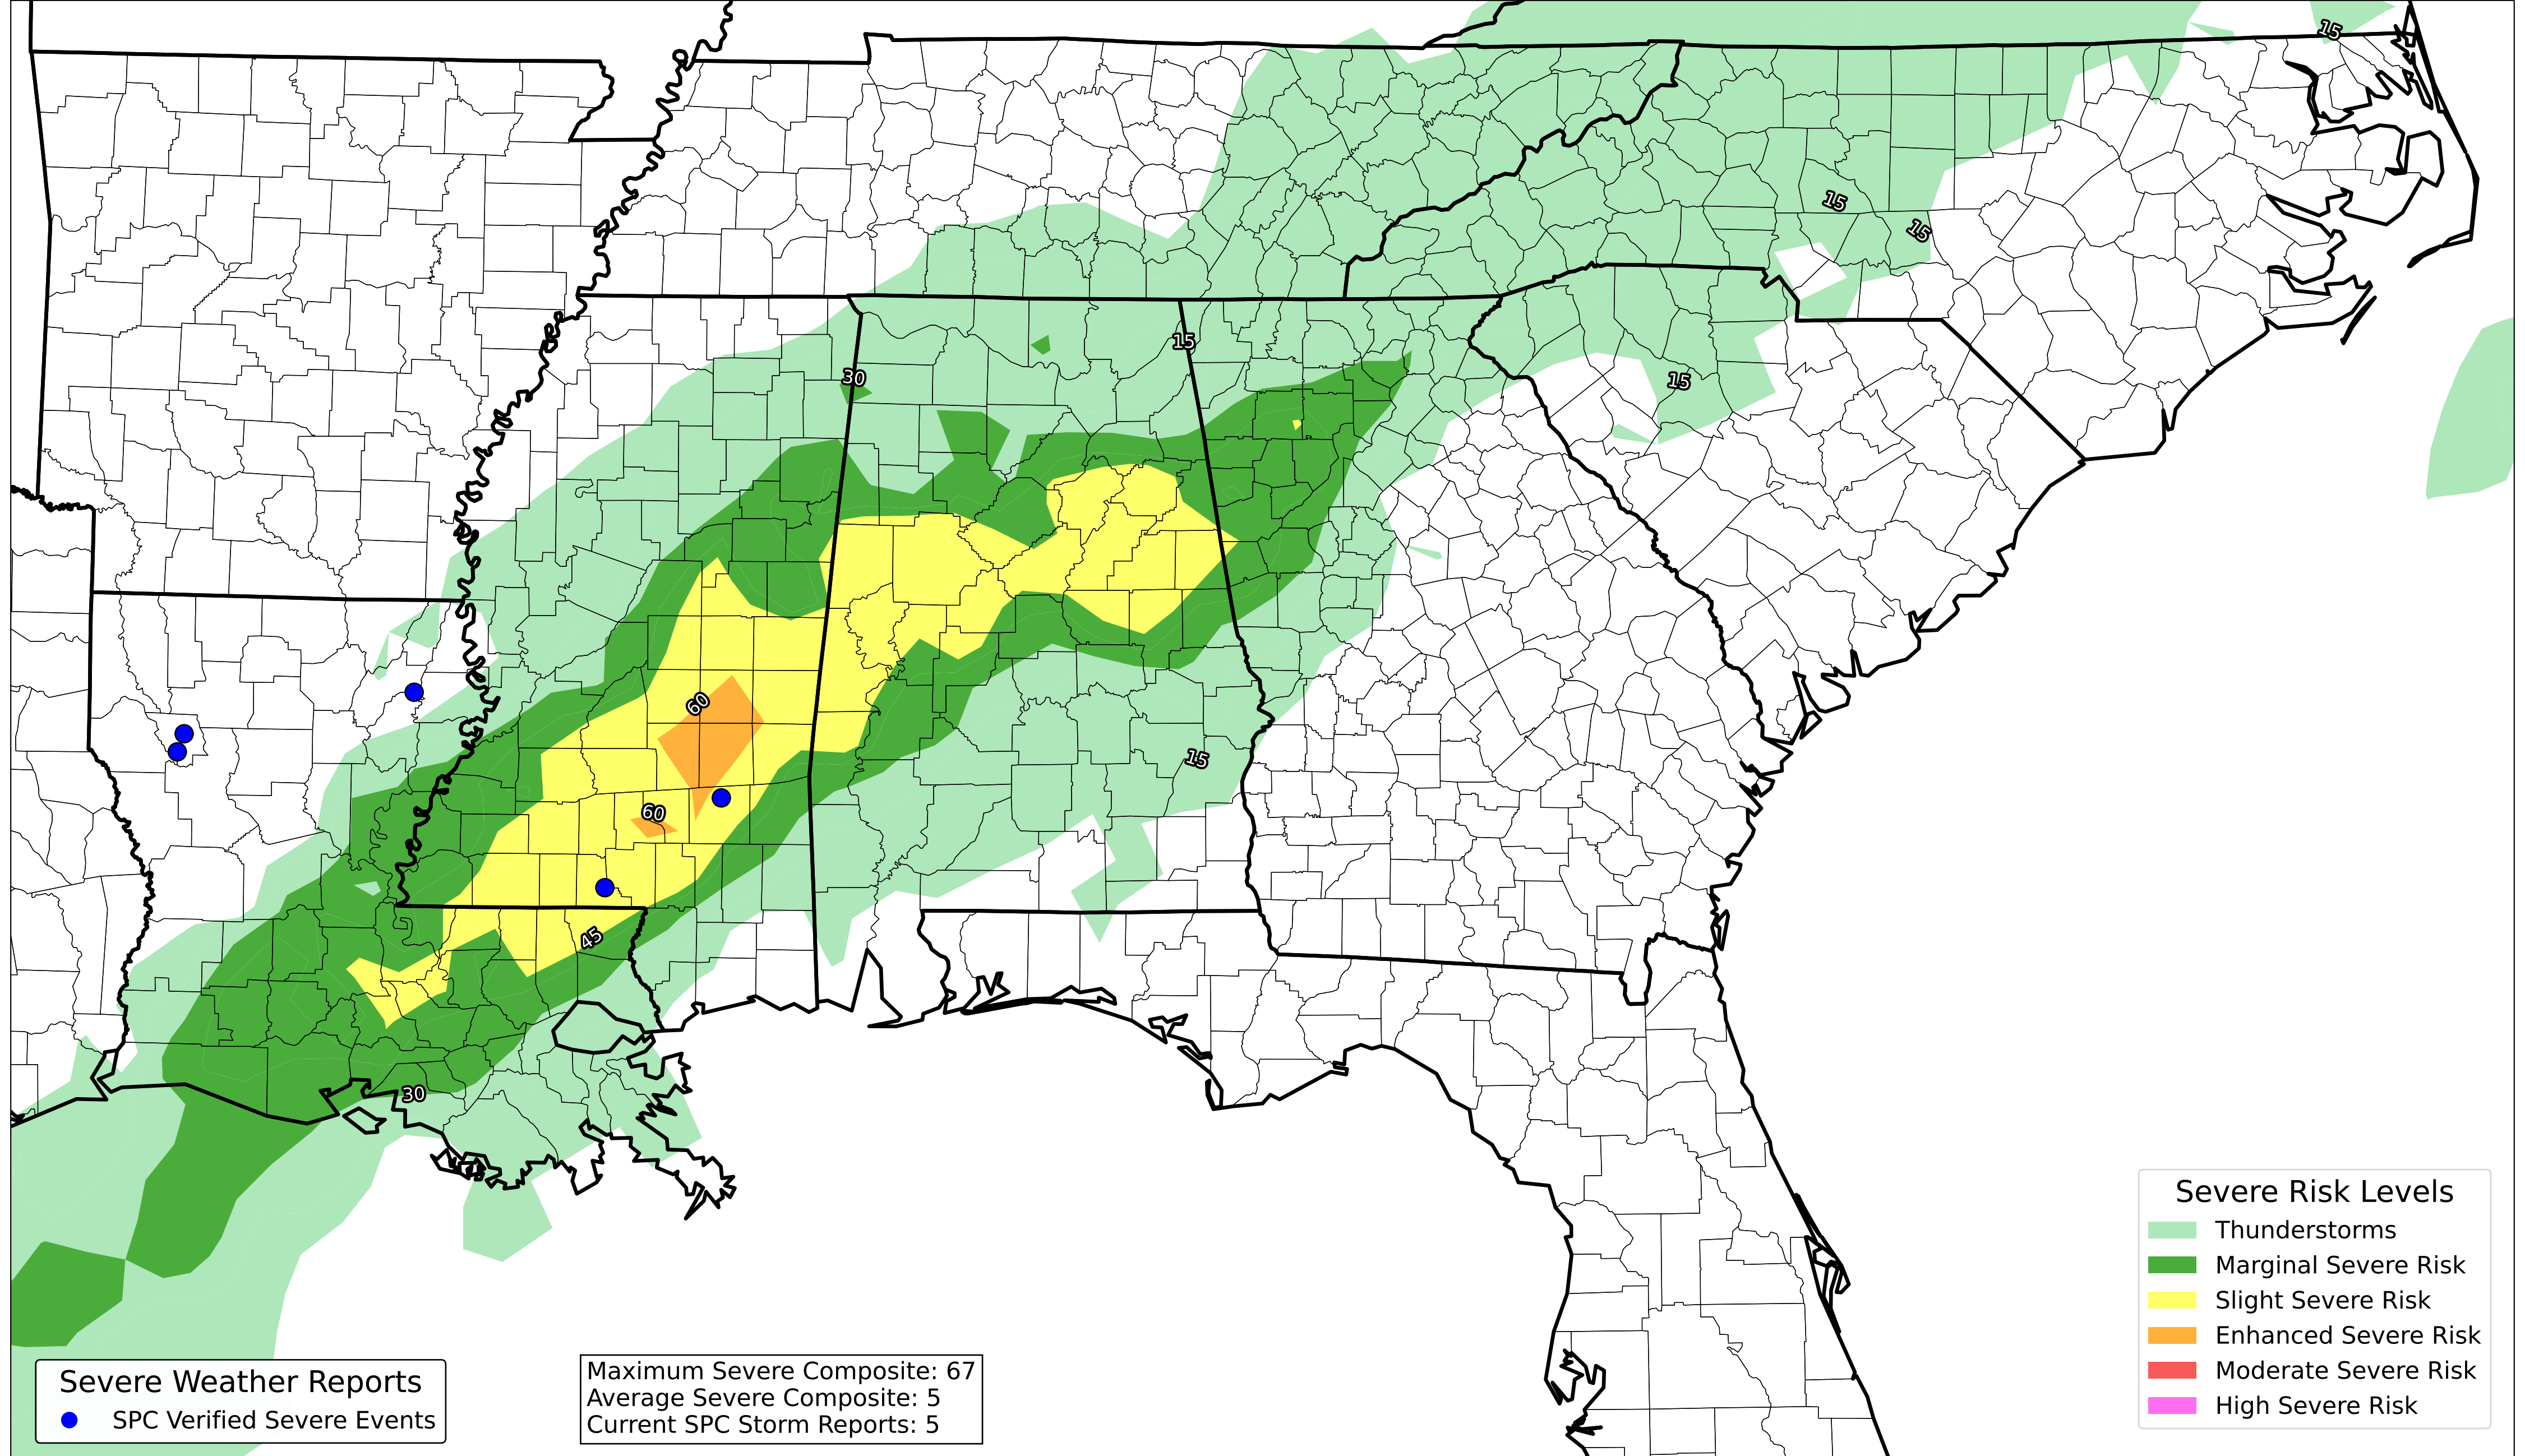 15
15
15
15
30
15
60
15
60
45
30
Severe Risk Levels
Thunderstorms
Marginal Severe Risk
Slight Severe Risk
Enhanced Severe Risk
Moderate Severe Risk
High Severe Risk
Severe Weather Reports
SPC Verified Severe Events
Maximum Severe Composite: 67
Average Severe Composite: 5
Current SPC Storm Reports: 5